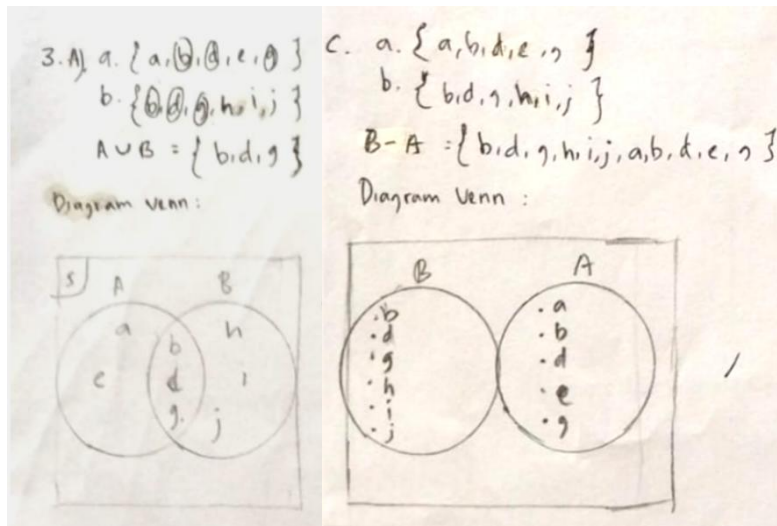 3. A) a. { a, b, d, e, g }
b. { b, d, g, h, i, j }
A ∪ B = { b, d, g }
Diagram Venn :
S
A B
a
e
b
d
g.
h
i
j
C. a. { a, b, d, e, g }
b. { b, d, g, h, i, j }
B - A = { b, d, g, h, i, j, a, b, d, e, g }
Diagram Venn :
B A
. b
. d
. g
. h
. i
. j
. a
. b
. d
. e
. g